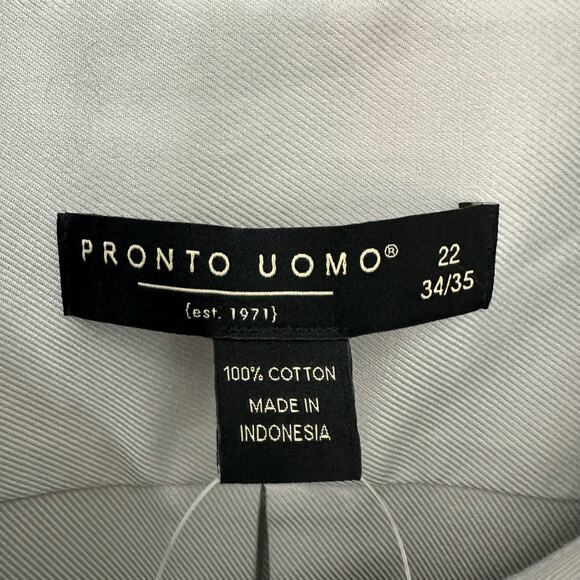 PRONTO UOMO®
{est. 1971}
22
34/35
100% COTTON
MADE IN
INDONESIA